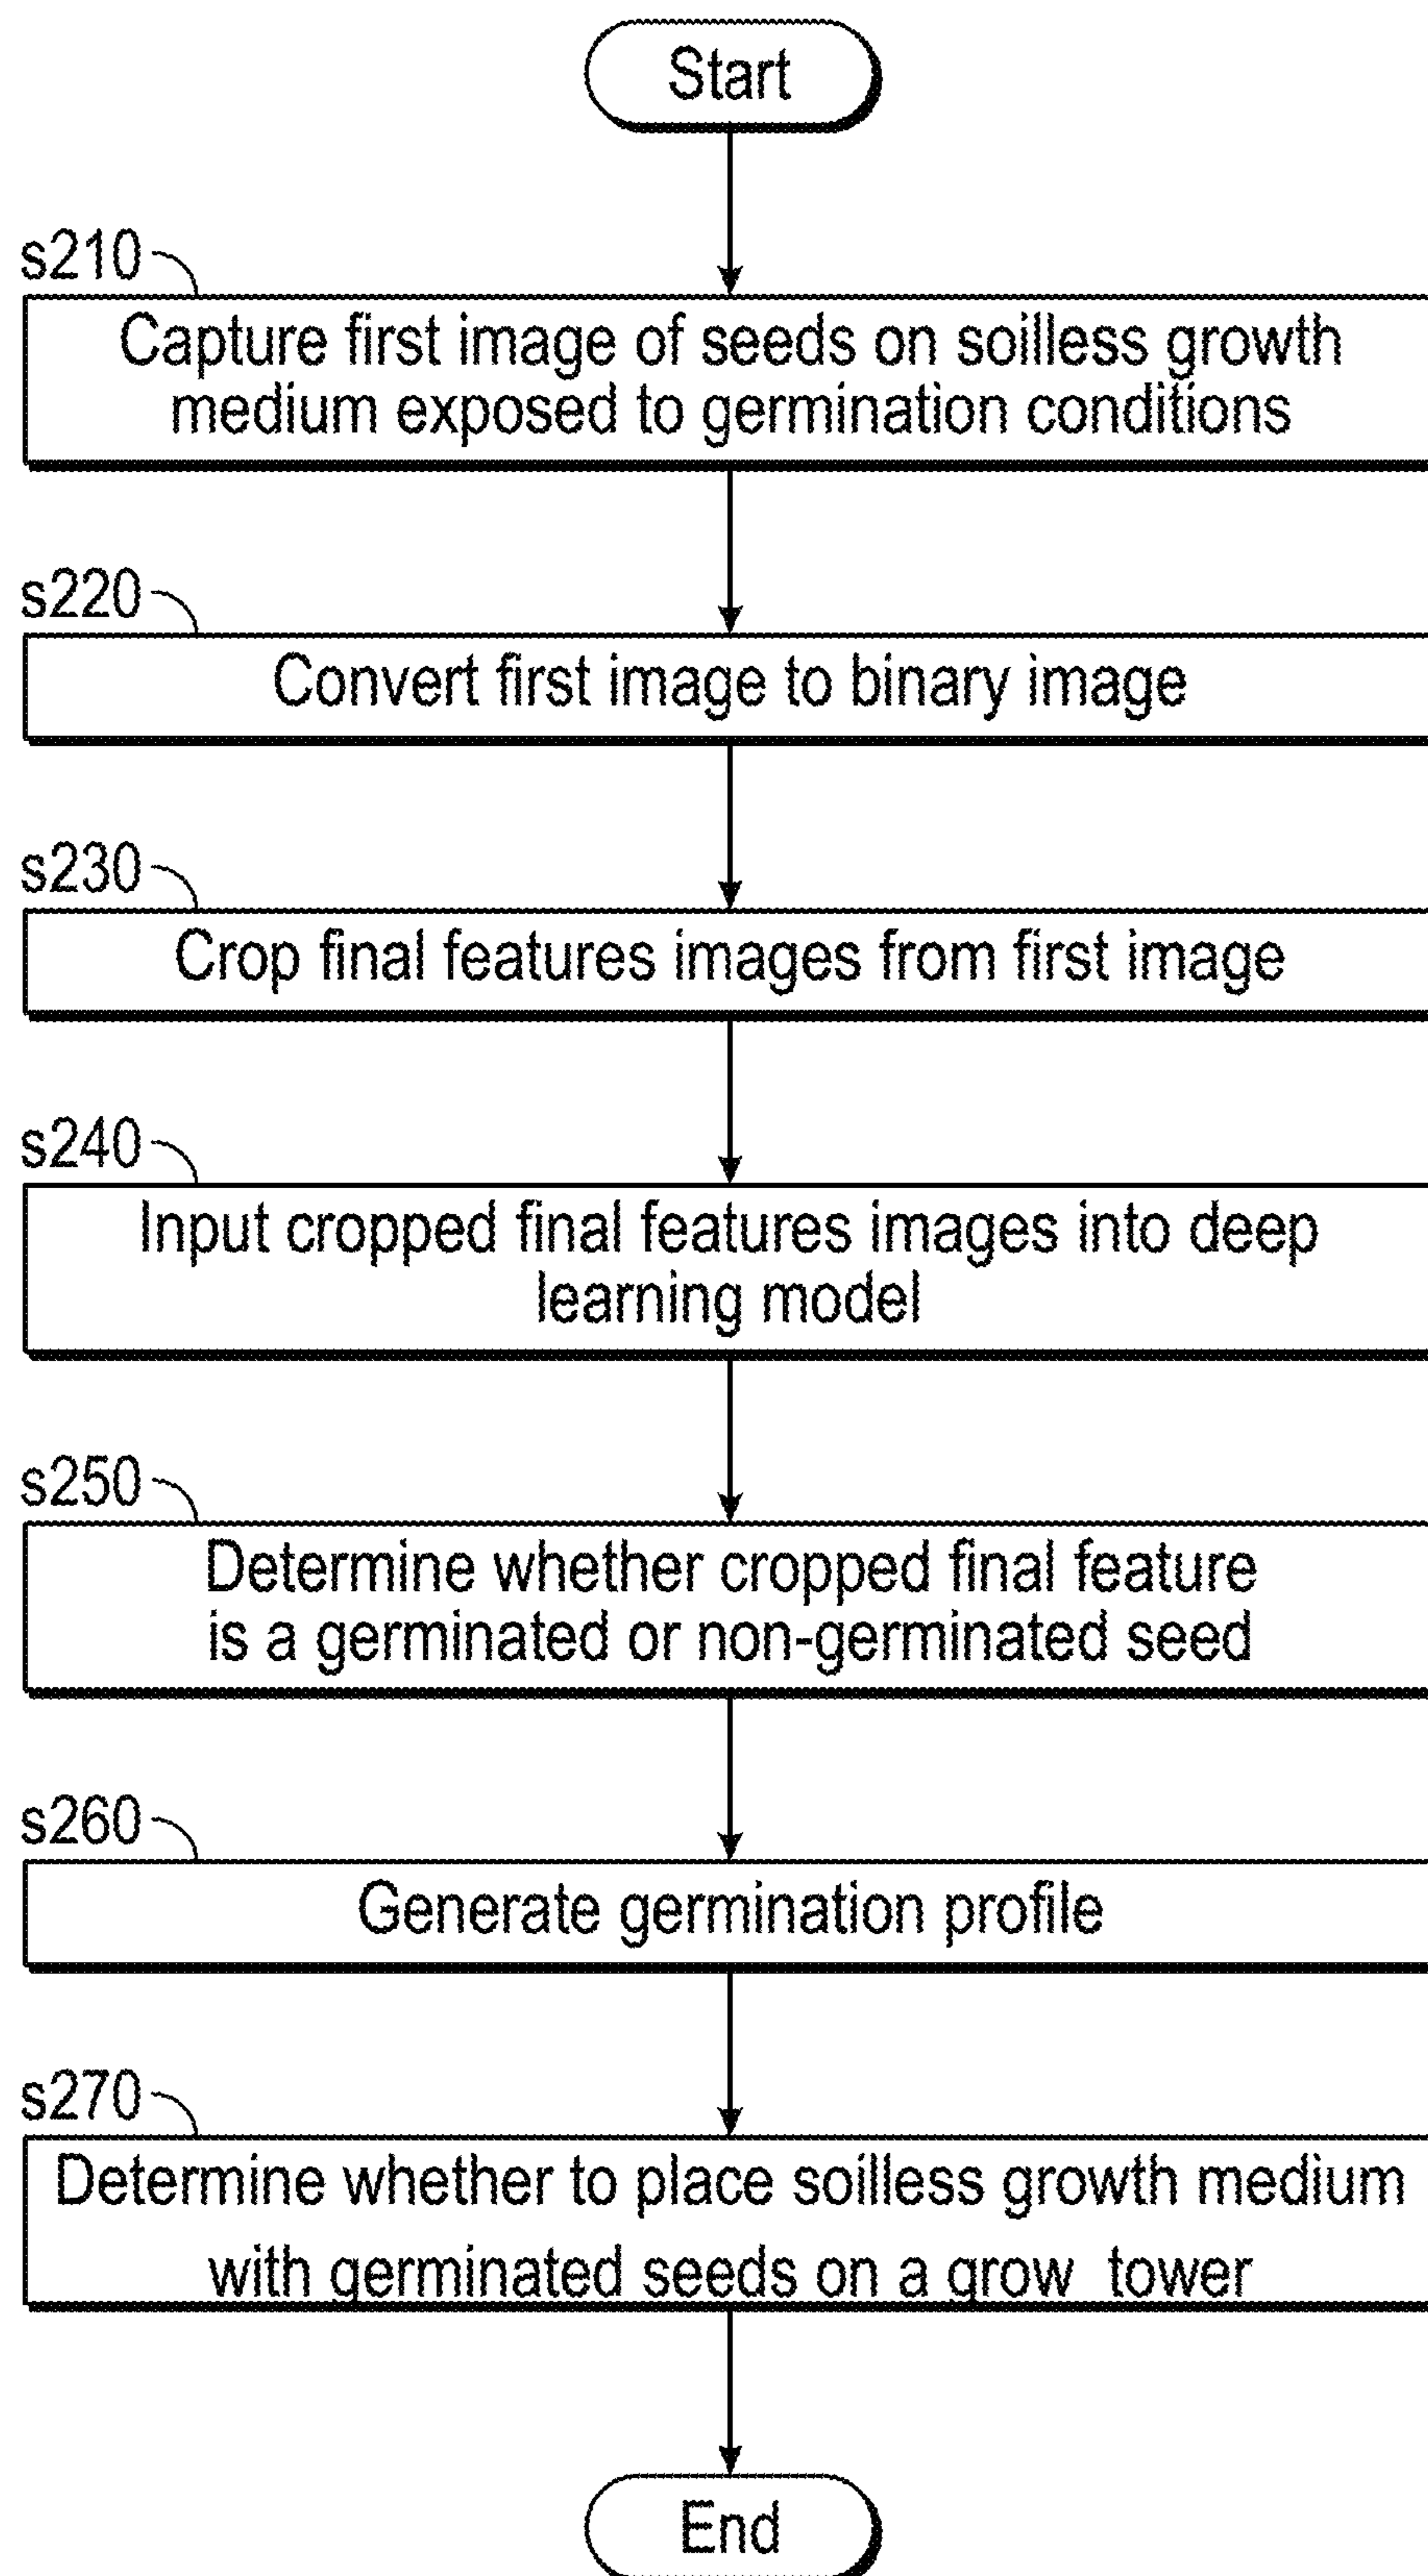 Start
s210
Capture first image of seeds on soilless growth
medium exposed to germination conditions
s220
Convert first image to binary image
s230
Crop final features images from first image
s240
Input cropped final features images into deep
learning model
s250
Determine whether cropped final feature
is a germinated or non-germinated seed
s260
Generate germination profile
s270
Determine whether to place soilless growth medium
with germinated seeds on a grow tower
End